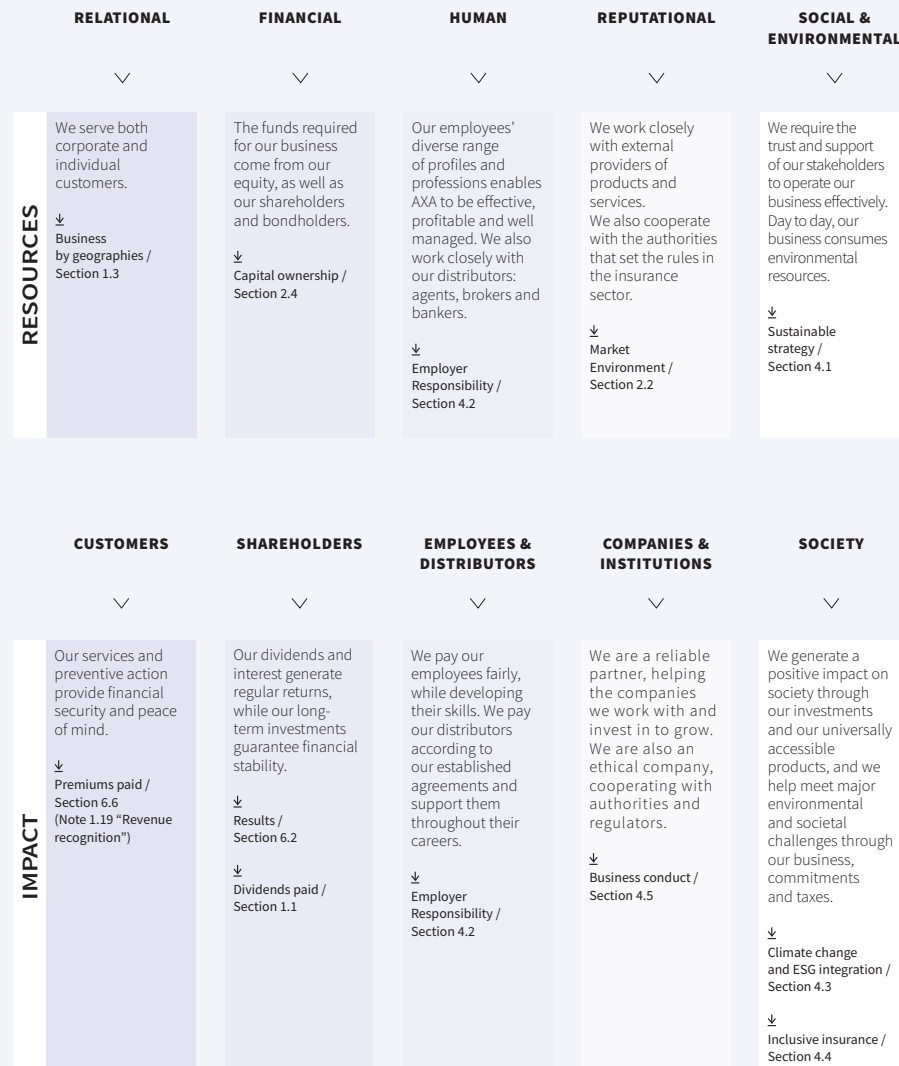 RELATIONAL
FINANCIAL
HUMAN
REPUTATIONAL
SOCIAL &
ENVIRONMENTAL
RESOURCES
We serve both
corporate and
individual
customers.
Business
by geographies /
Section 1.3
The funds required
for our business
come from our
equity, as well as
our shareholders
and bondholders.
Capital ownership /
Section 2.4
Our employees’
diverse range
of profiles and
professions enables
AXA to be effective,
profitable and well
managed. We also
work closely with
our distributors:
agents, brokers and
bankers.
Employer
Responsibility /
Section 4.2
We work closely
with external
providers of
products and
services.
We also cooperate
with the authorities
that set the rules in
the insurance
sector.
Market
Environment /
Section 2.2
We require the
trust and support
of our stakeholders
to operate our
business effectively.
Day to day, our
business consumes
environmental
resources.
Sustainable
strategy /
Section 4.1
CUSTOMERS
SHAREHOLDERS
EMPLOYEES &
DISTRIBUTORS
COMPANIES &
INSTITUTIONS
SOCIETY
IMPACT
Our services and
preventive action
provide financial
security and peace
of mind.
Premiums paid /
Section 6.6
(Note 1.19 “Revenue
recognition”)
Our dividends and
interest generate
regular returns,
while our long-
term investments
guarantee financial
stability.
Results /
Section 6.2
Dividends paid /
Section 1.1
We pay our
employees fairly,
while developing
their skills. We pay
our distributors
according to
our established
agreements and
support them
throughout their
careers.
Employer
Responsibility /
Section 4.2
We are a reliable
partner, helping
the companies
we work with and
invest in to grow.
We are also an
ethical company,
cooperating with
authorities and
regulators.
Business conduct /
Section 4.5
We generate a
positive impact on
society through
our investments
and our universally
accessible
products, and we
help meet major
environmental
and societal
challenges through
our business,
commitments
and taxes.
Climate change
and ESG integration /
Section 4.3
Inclusive insurance /
Section 4.4